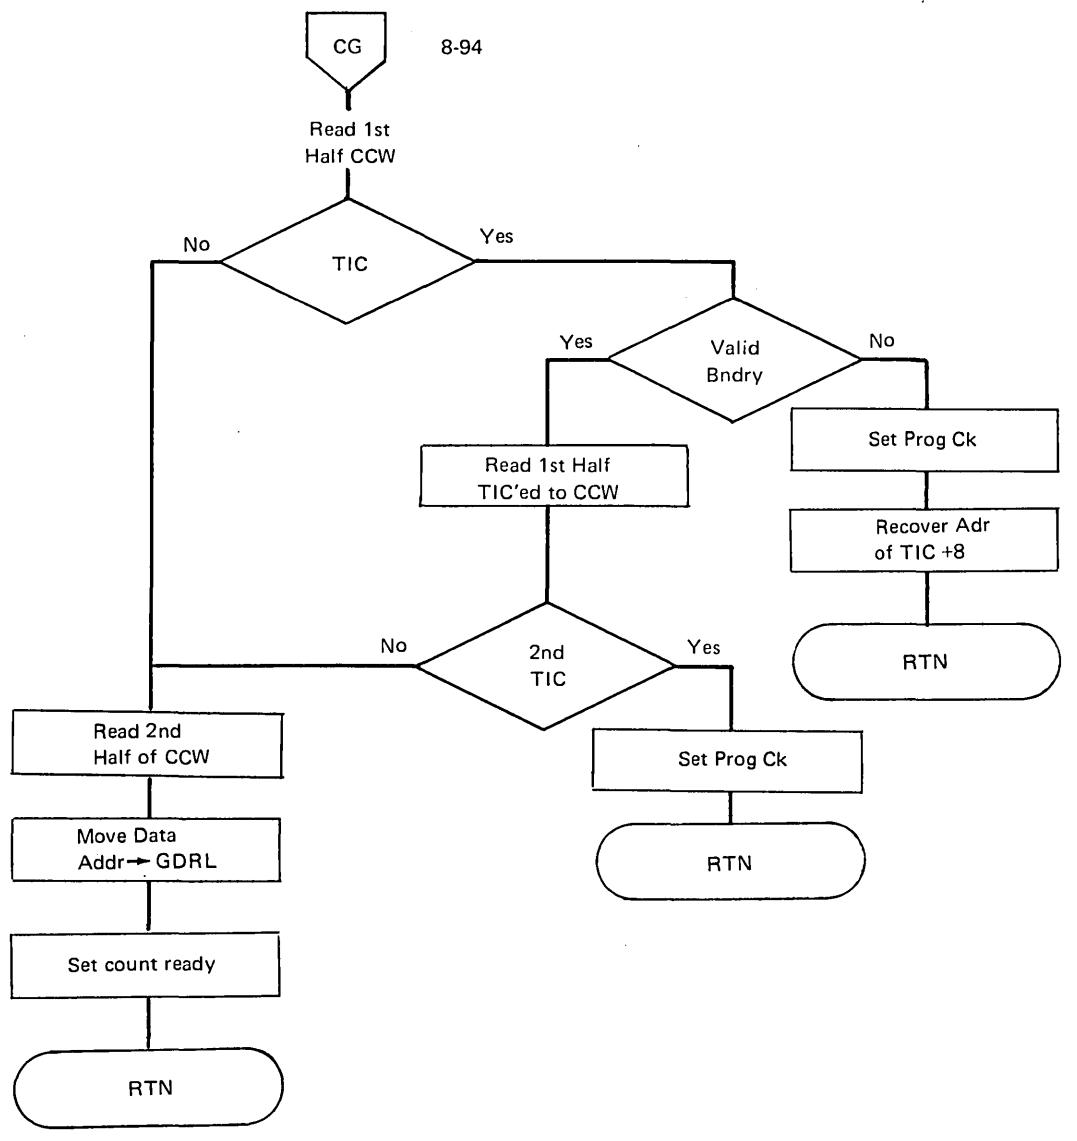 CG
8-94
Read 1st
Half CCW
No
Yes
TIC
Yes
No
Valid
Bndry
Set Prog Ck
Read 1st Half
TIC'ed to CCW
Recover Adr
of TIC +8
No
Yes
2nd
TIC
RTN
Read 2nd
Half of CCW
Set Prog Ck
Move Data
Addr→ GDRL
RTN
Set count ready
RTN